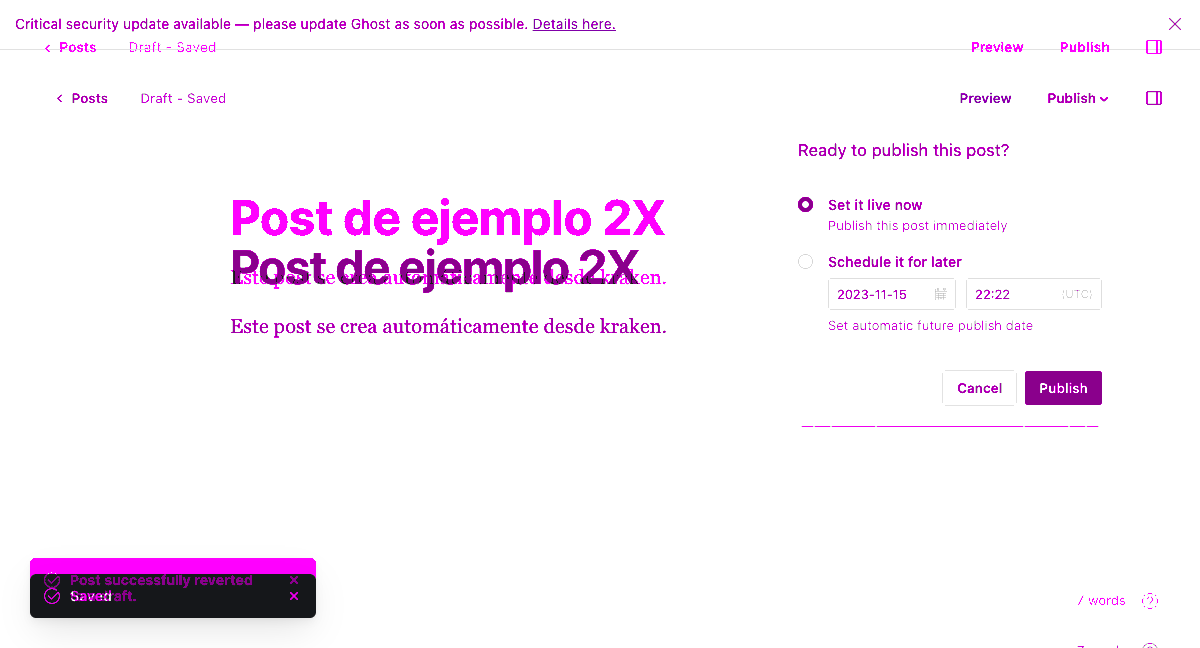 Critical security update available — please update Ghost as soon as possible. Details here.
Posts Draft - Saved Preview Publish
Posts Draft - Saved Preview Publish
Ready to publish this post?
Set it live now
Publish this post immediately
Schedule it for later
2023-11-15 22:22 (UTC)
Set automatic future publish date
Cancel Publish
Post de ejemplo 2X
Post de ejemplo 2X
Este post se crea automáticamente desde kraken.
Este post se crea automáticamente desde kraken.
Post successfully reverted
Saved
7 words